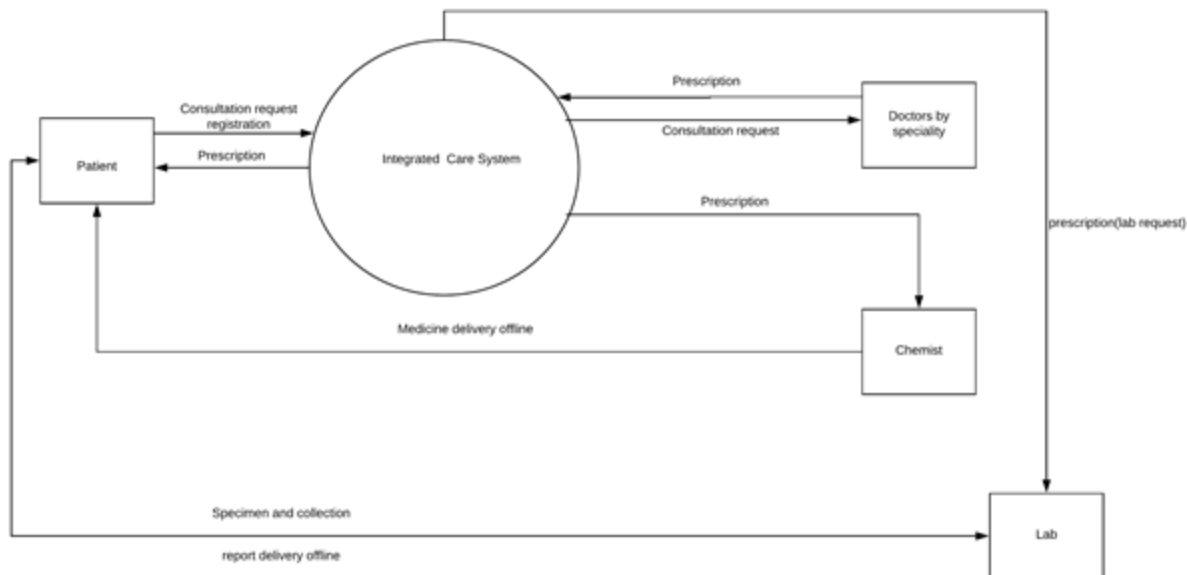 Prescription
Consultation request
registration
Doctors by
speciality
Consultation request
Prescription
Integrated Care System
Patient
Prescription
prescription(lab request)
Medicine delivery offline
Chemist
Specimen and collection
Lab
report delivery offline